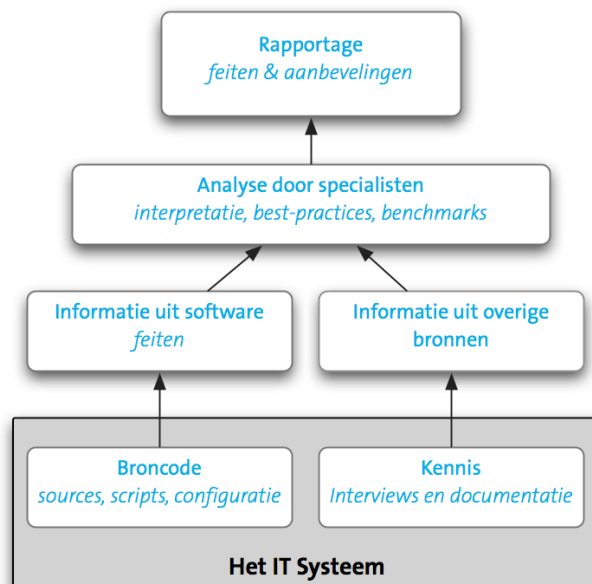 Rapportage
feiten & aanbevelingen
Analyse door specialisten
interpretatie, best-practices, benchmarks
Informatie uit software
feiten
Informatie uit overige
bronnen
Broncode
sources, scripts, configuratie
Kennis
Interviews en documentatie
Het IT Systeem